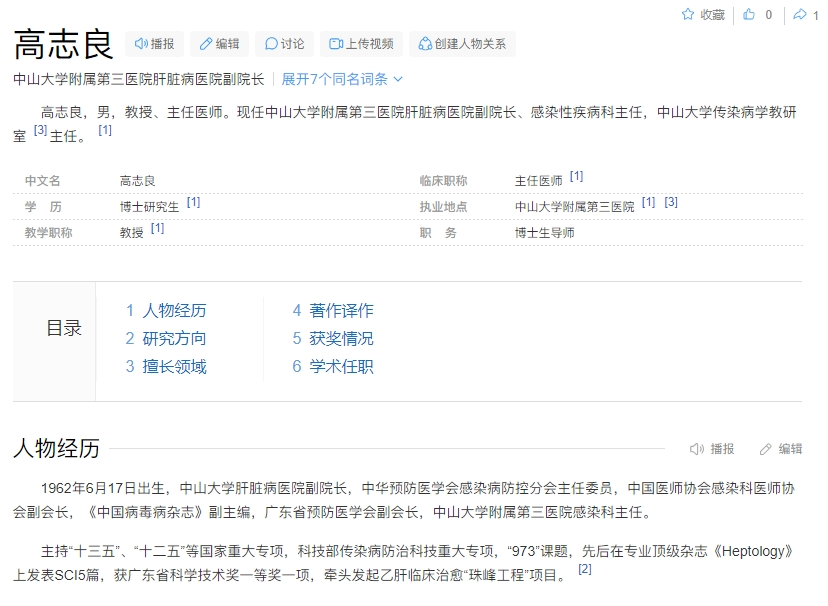 收藏 0 1
高志良 播报 编辑 讨论 上传视频 创建人物关系
中山大学附属第三医院肝脏病医院副院长 展开7个同名词条
高志良，男，教授、主任医师。现任中山大学附属第三医院肝脏病医院副院长、感染性疾病科主任，中山大学传染病学教研
室 [3] 主任。 [1]
中文名 高志良 临床职称 主任医师 [1]
学 历 博士研究生 [1] 执业地点 中山大学附属第三医院 [1] [3]
教学职称 教授 [1] 职 务 博士生导师
目录
1 人物经历 4 著作译作
2 研究方向 5 获奖情况
3 擅长领域 6 学术任职
人物经历 播报 编辑
1962年6月17日出生，中山大学肝脏病医院副院长，中华预防医学会感染病防控分会主任委员，中国医师协会感染科医师协
会副会长，《中国病毒病杂志》副主编，广东省预防医学会副会长，中山大学附属第三医院感染科主任。
主持“十三五”、“十二五”等国家重大专项，科技部传染病防治科技重大专项，“973”课题，先后在专业顶级杂志《Heptology》
上发表SCI5篇，获广东省科学技术奖一等奖一项，牵头发起乙肝临床治愈“珠峰工程”项目。 [2]